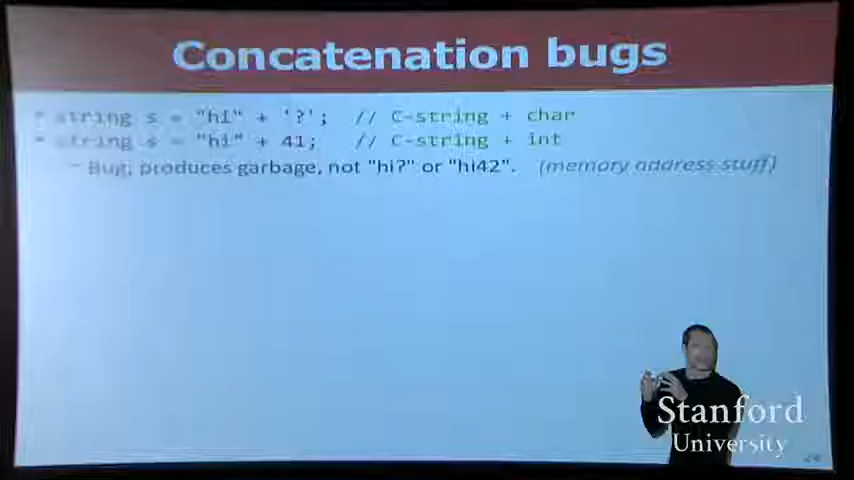 Concatenation bugs
• string s = "hi" + '?'; // C-string + char
• string s = "hi" + 41; // C-string + int
– Bug; produces garbage, not "hi?" or "hi42". (memory address stuff)
Stanford
University